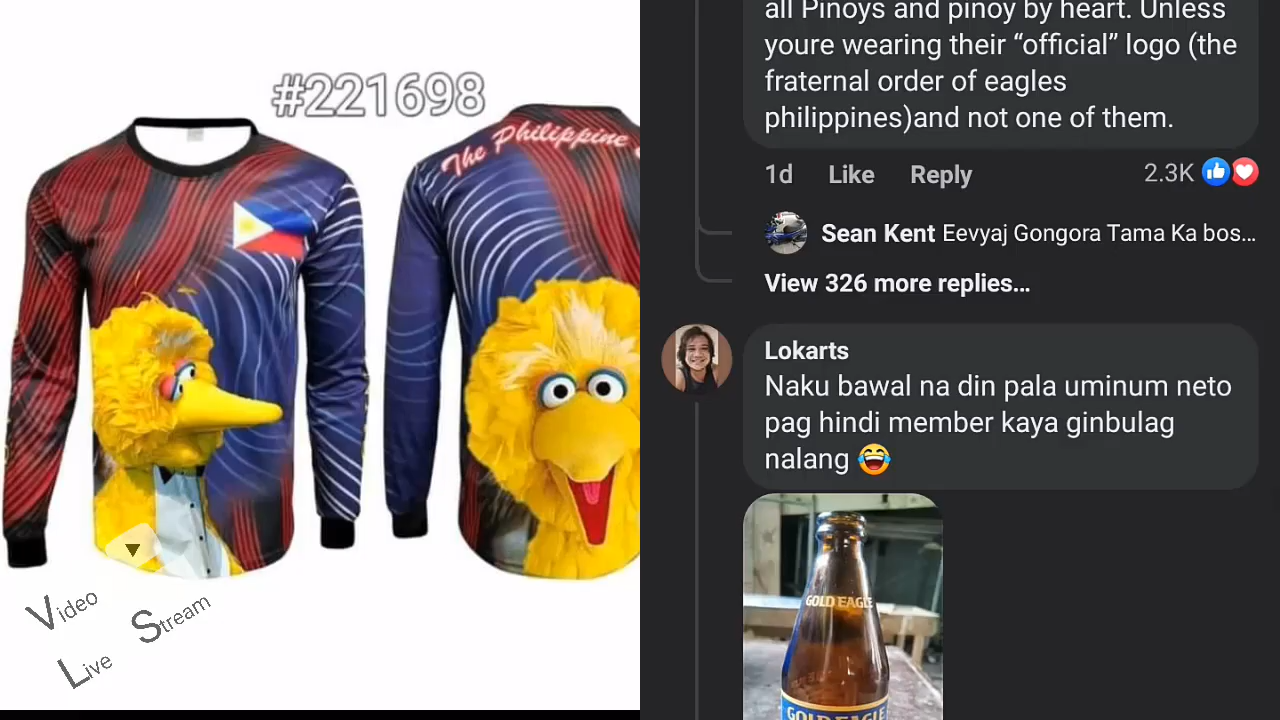 #221698
The Philippine
Video
Stream
Live
all Pinoys and pinoy by heart. Unless
youre wearing their “official” logo (the
fraternal order of eagles
philippines)and not one of them.
1d Like Reply 2.3K
Sean Kent Eevyaj Gongora Tama Ka bos...
View 326 more replies...
Lokarts
Naku bawal na din pala uminum neto
pag hindi member kaya ginbulag
nalang 😂
GOLD EAGLE
GOLD EAGLE